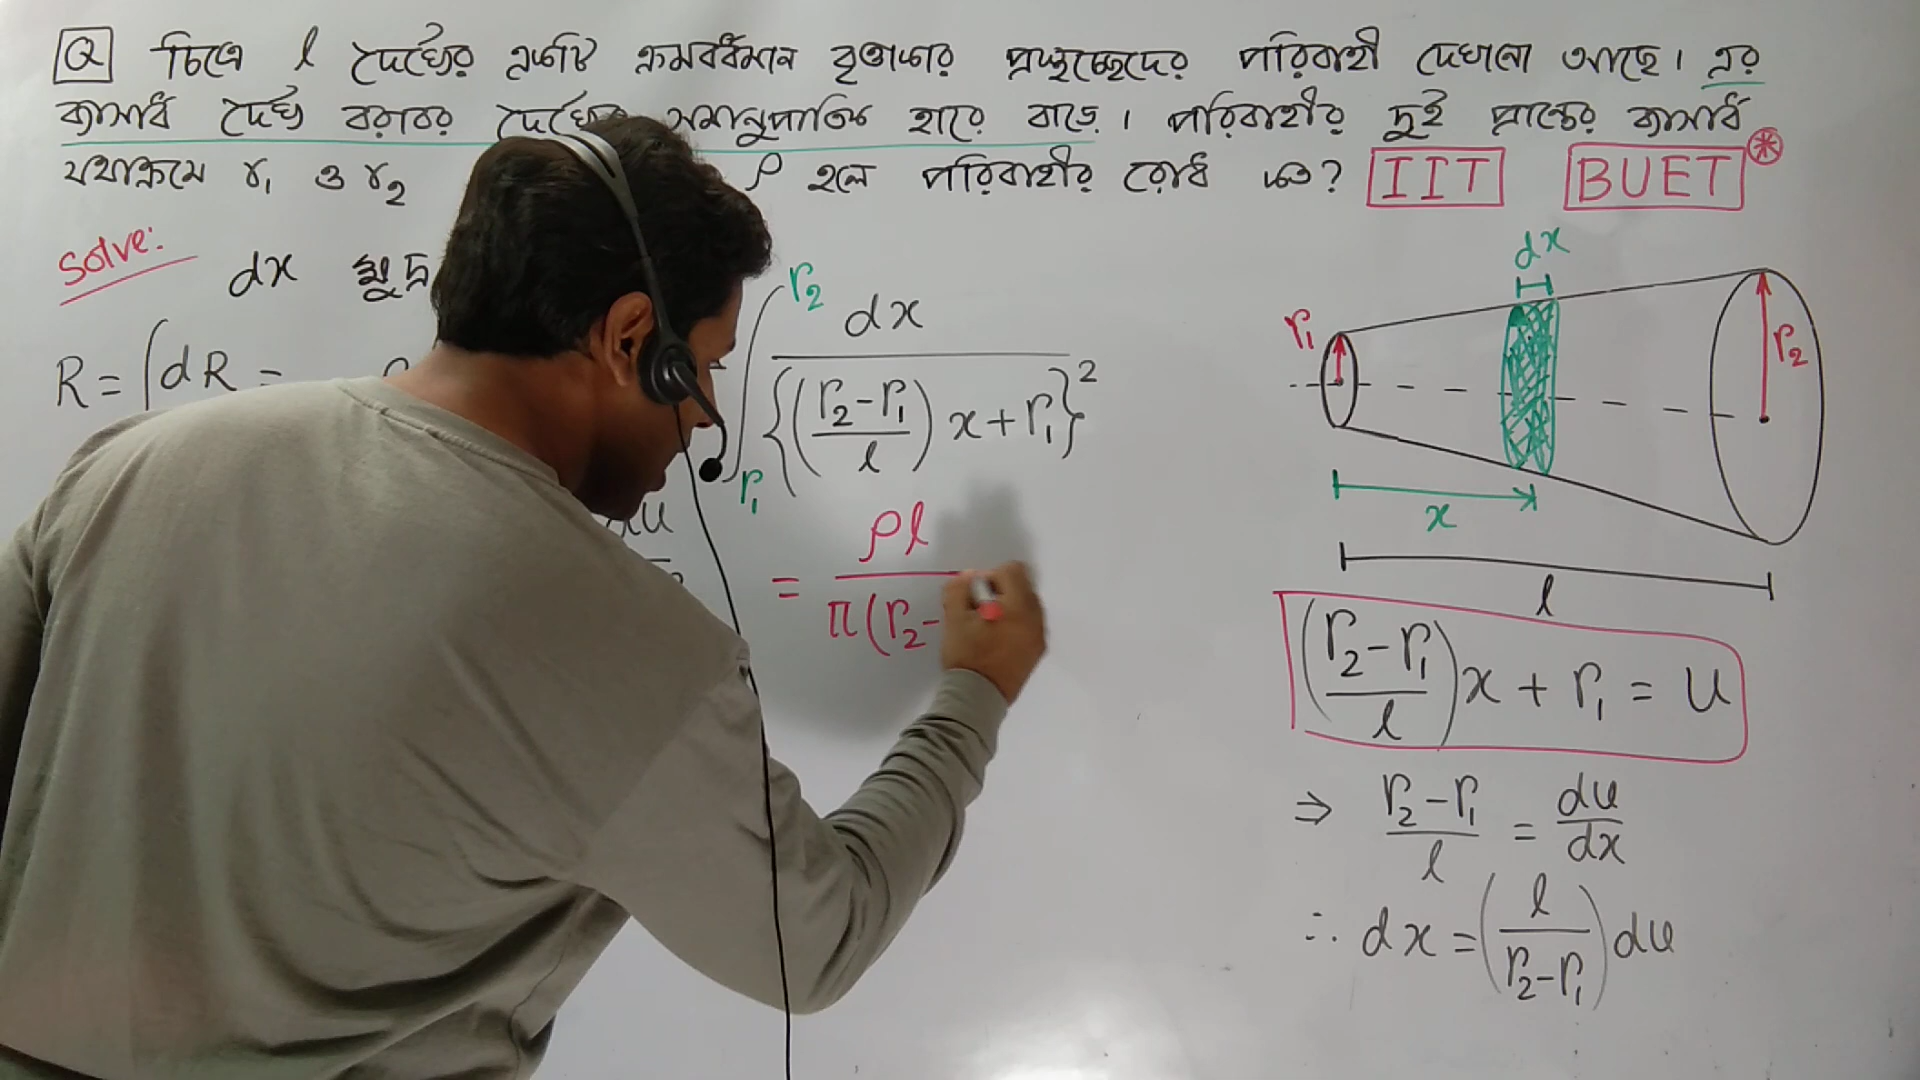 Q চিত্রে l দৈর্ঘ্যের একটি ক্রমবর্ধমান বৃত্তাকার প্রস্থচ্ছেদের পরিবাহী দেখানো আছে। এর
ব্যাসার্ধ দৈর্ঘ্য বরাবর দৈর্ঘ্যের সমানুপাতিক হারে বাড়ে। পরিবাহীর দুই প্রান্তের ব্যাসার্ধ
যথাক্রমে r₁ ও r₂ ρ হলে পরিবাহীর রোধ কত? IIT BUET *
Solve:
dx ক্ষুদ্র
R = ∫dR =
∫ r₂ r₁ dx / {((r₂-r₁)/l) x + r₁}²
du
= ρl / π(r₂-
dx
r₁
r₂
x
l
((r₂-r₁)/l) x + r₁ = u
⇒ (r₂-r₁)/l = du/dx
∴ dx = (l/(r₂-r₁)) du